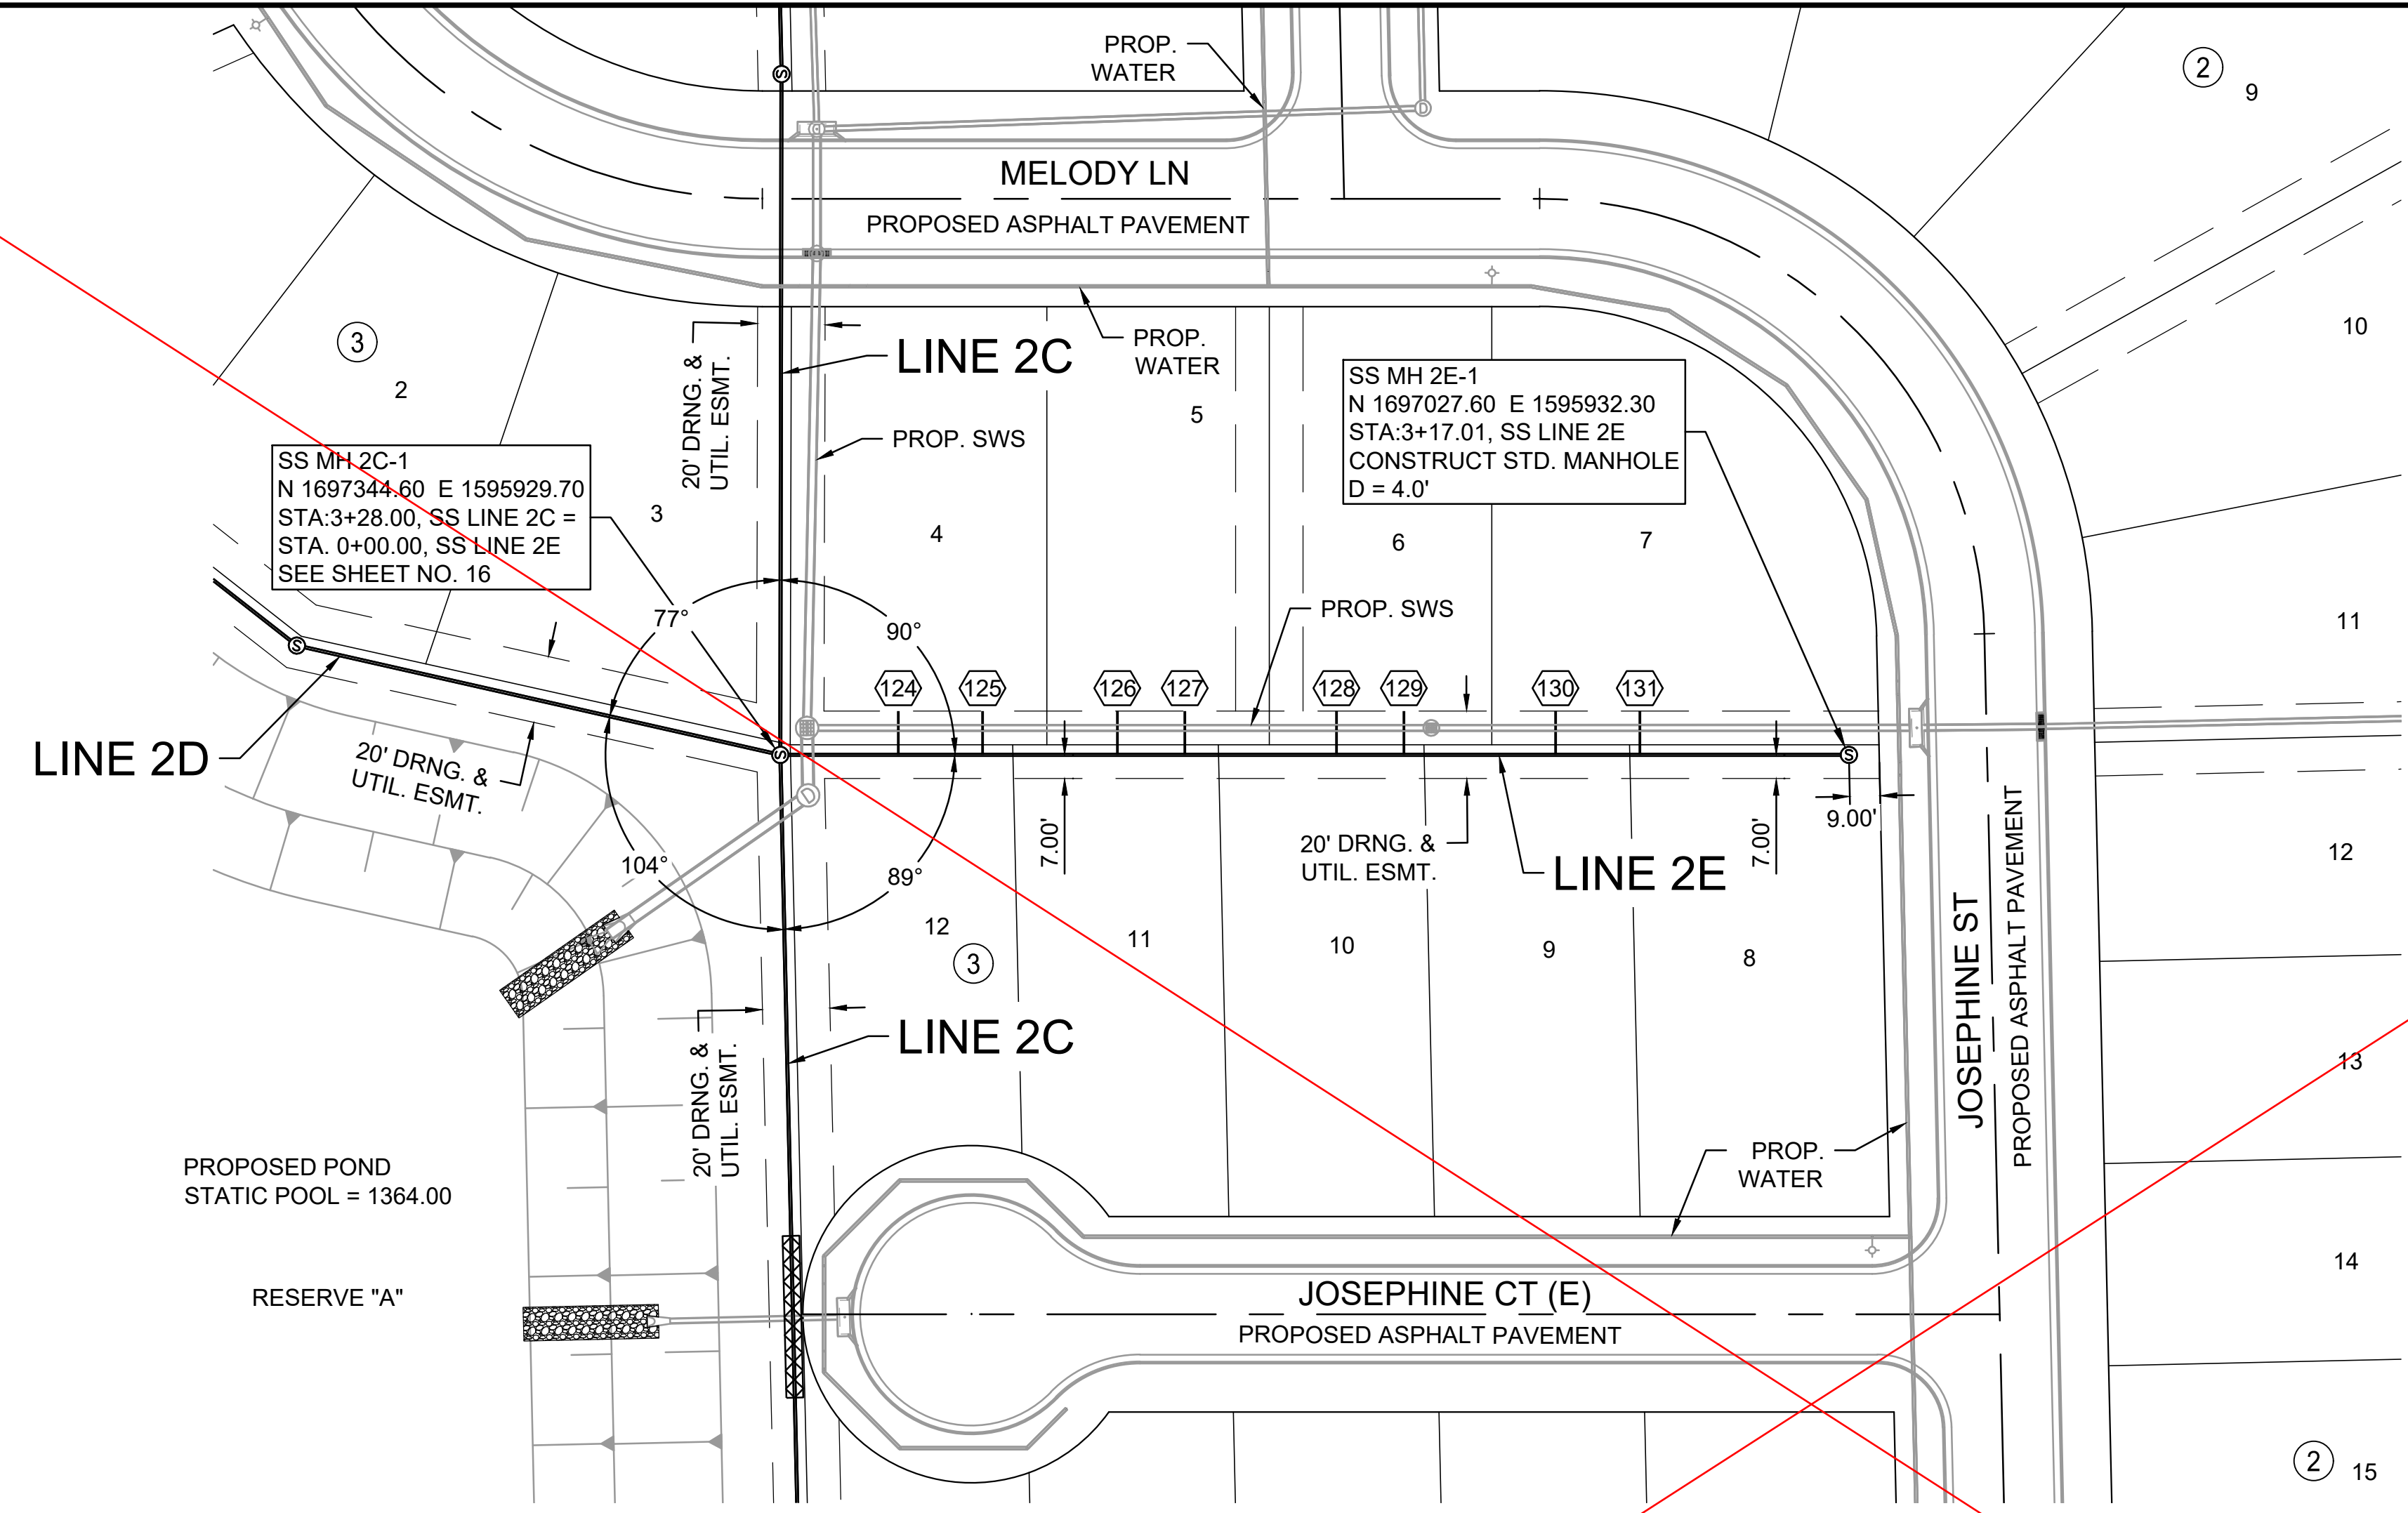 PROP.
WATER
2
9
MELODY LN
PROPOSED ASPHALT PAVEMENT
3
2
20' DRNG. &
UTIL. ESMT.
LINE 2C
PROP.
WATER
10
5
PROP. SWS
SS MH 2E-1
N 1697027.60 E 1595932.30
STA:3+17.01, SS LINE 2E
CONSTRUCT STD. MANHOLE
D = 4.0'
SS MH 2C-1
N 1697344.60 E 1595929.70
STA:3+28.00, SS LINE 2C =
STA. 0+00.00, SS LINE 2E
SEE SHEET NO. 16
3
4
6
7
77°
90°
PROP. SWS
11
S
124
125
126
127
128
129
130
131
LINE 2D
20' DRNG. &
UTIL. ESMT.
S
S
S
D
D
7.00'
20' DRNG. &
UTIL. ESMT.
LINE 2E
7.00'
9.00'
104°
89°
12
12
3
11
10
9
8
JOSEPHINE ST
PROPOSED ASPHALT PAVEMENT
20' DRNG. &
UTIL. ESMT.
LINE 2C
13
PROPOSED POND
STATIC POOL = 1364.00
PROP.
WATER
RESERVE "A"
JOSEPHINE CT (E)
PROPOSED ASPHALT PAVEMENT
14
2
15